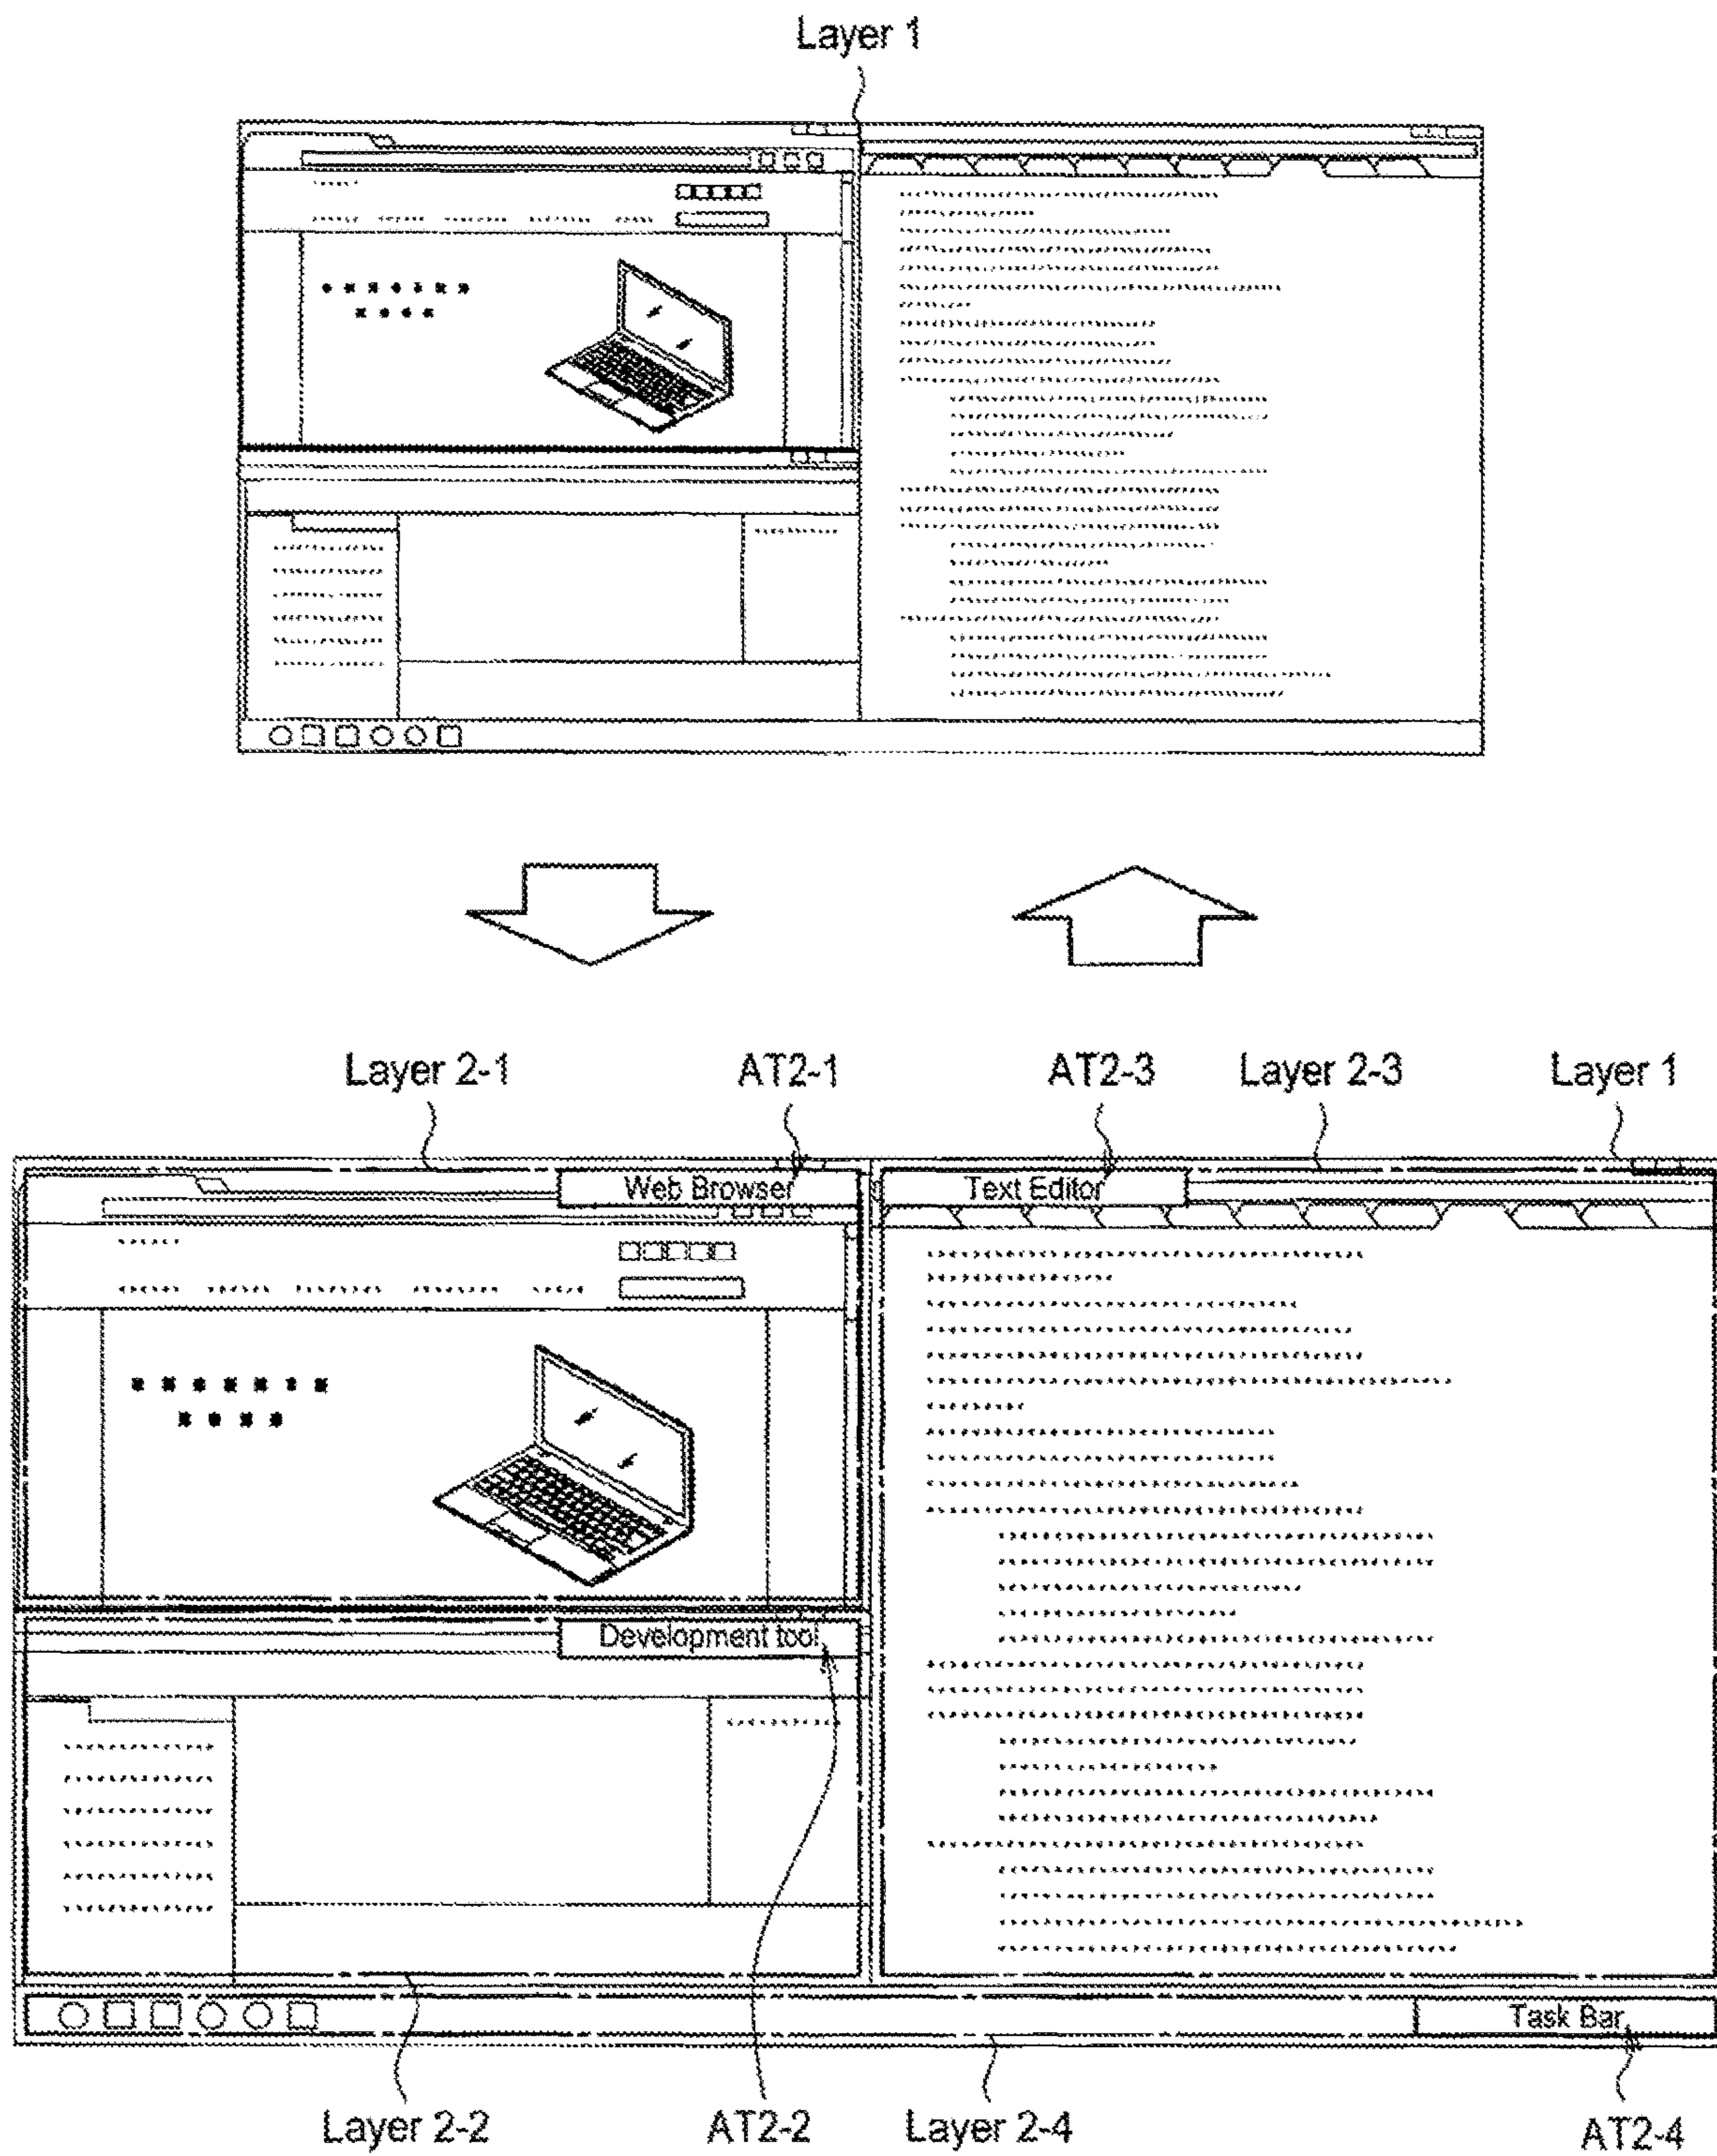 Layer 1
Layer 2-1
AT2-1
AT2-3
Layer 2-3
Layer 1
Web Browser
Text Editor
Development tool
Task Bar
Layer 2-2
AT2-2
Layer 2-4
AT2-4